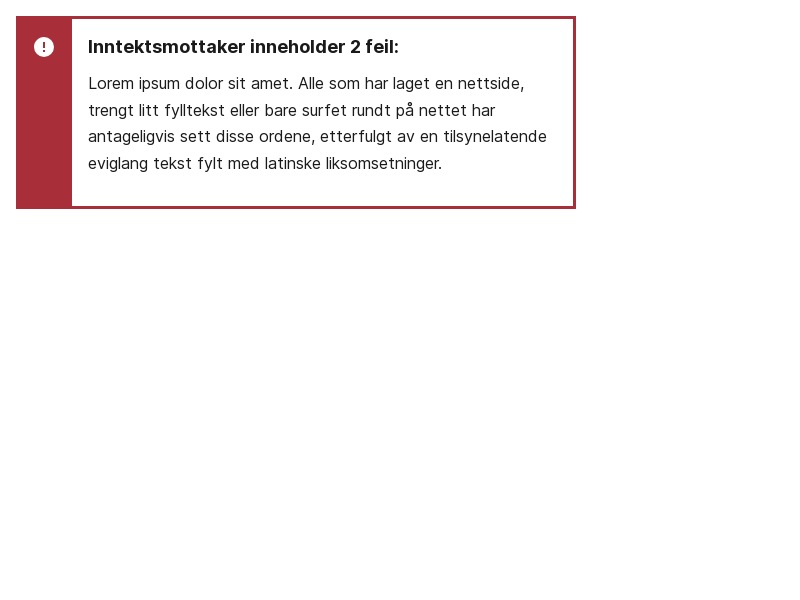 Inntektsmottaker inneholder 2 feil:
Lorem ipsum dolor sit amet. Alle som har laget en nettside,
trengt litt fylltekst eller bare surfet rundt på nettet har
antageligvis sett disse ordene, etterfulgt av en tilsynelatende
eviglang tekst fylt med latinske liksomsetninger.